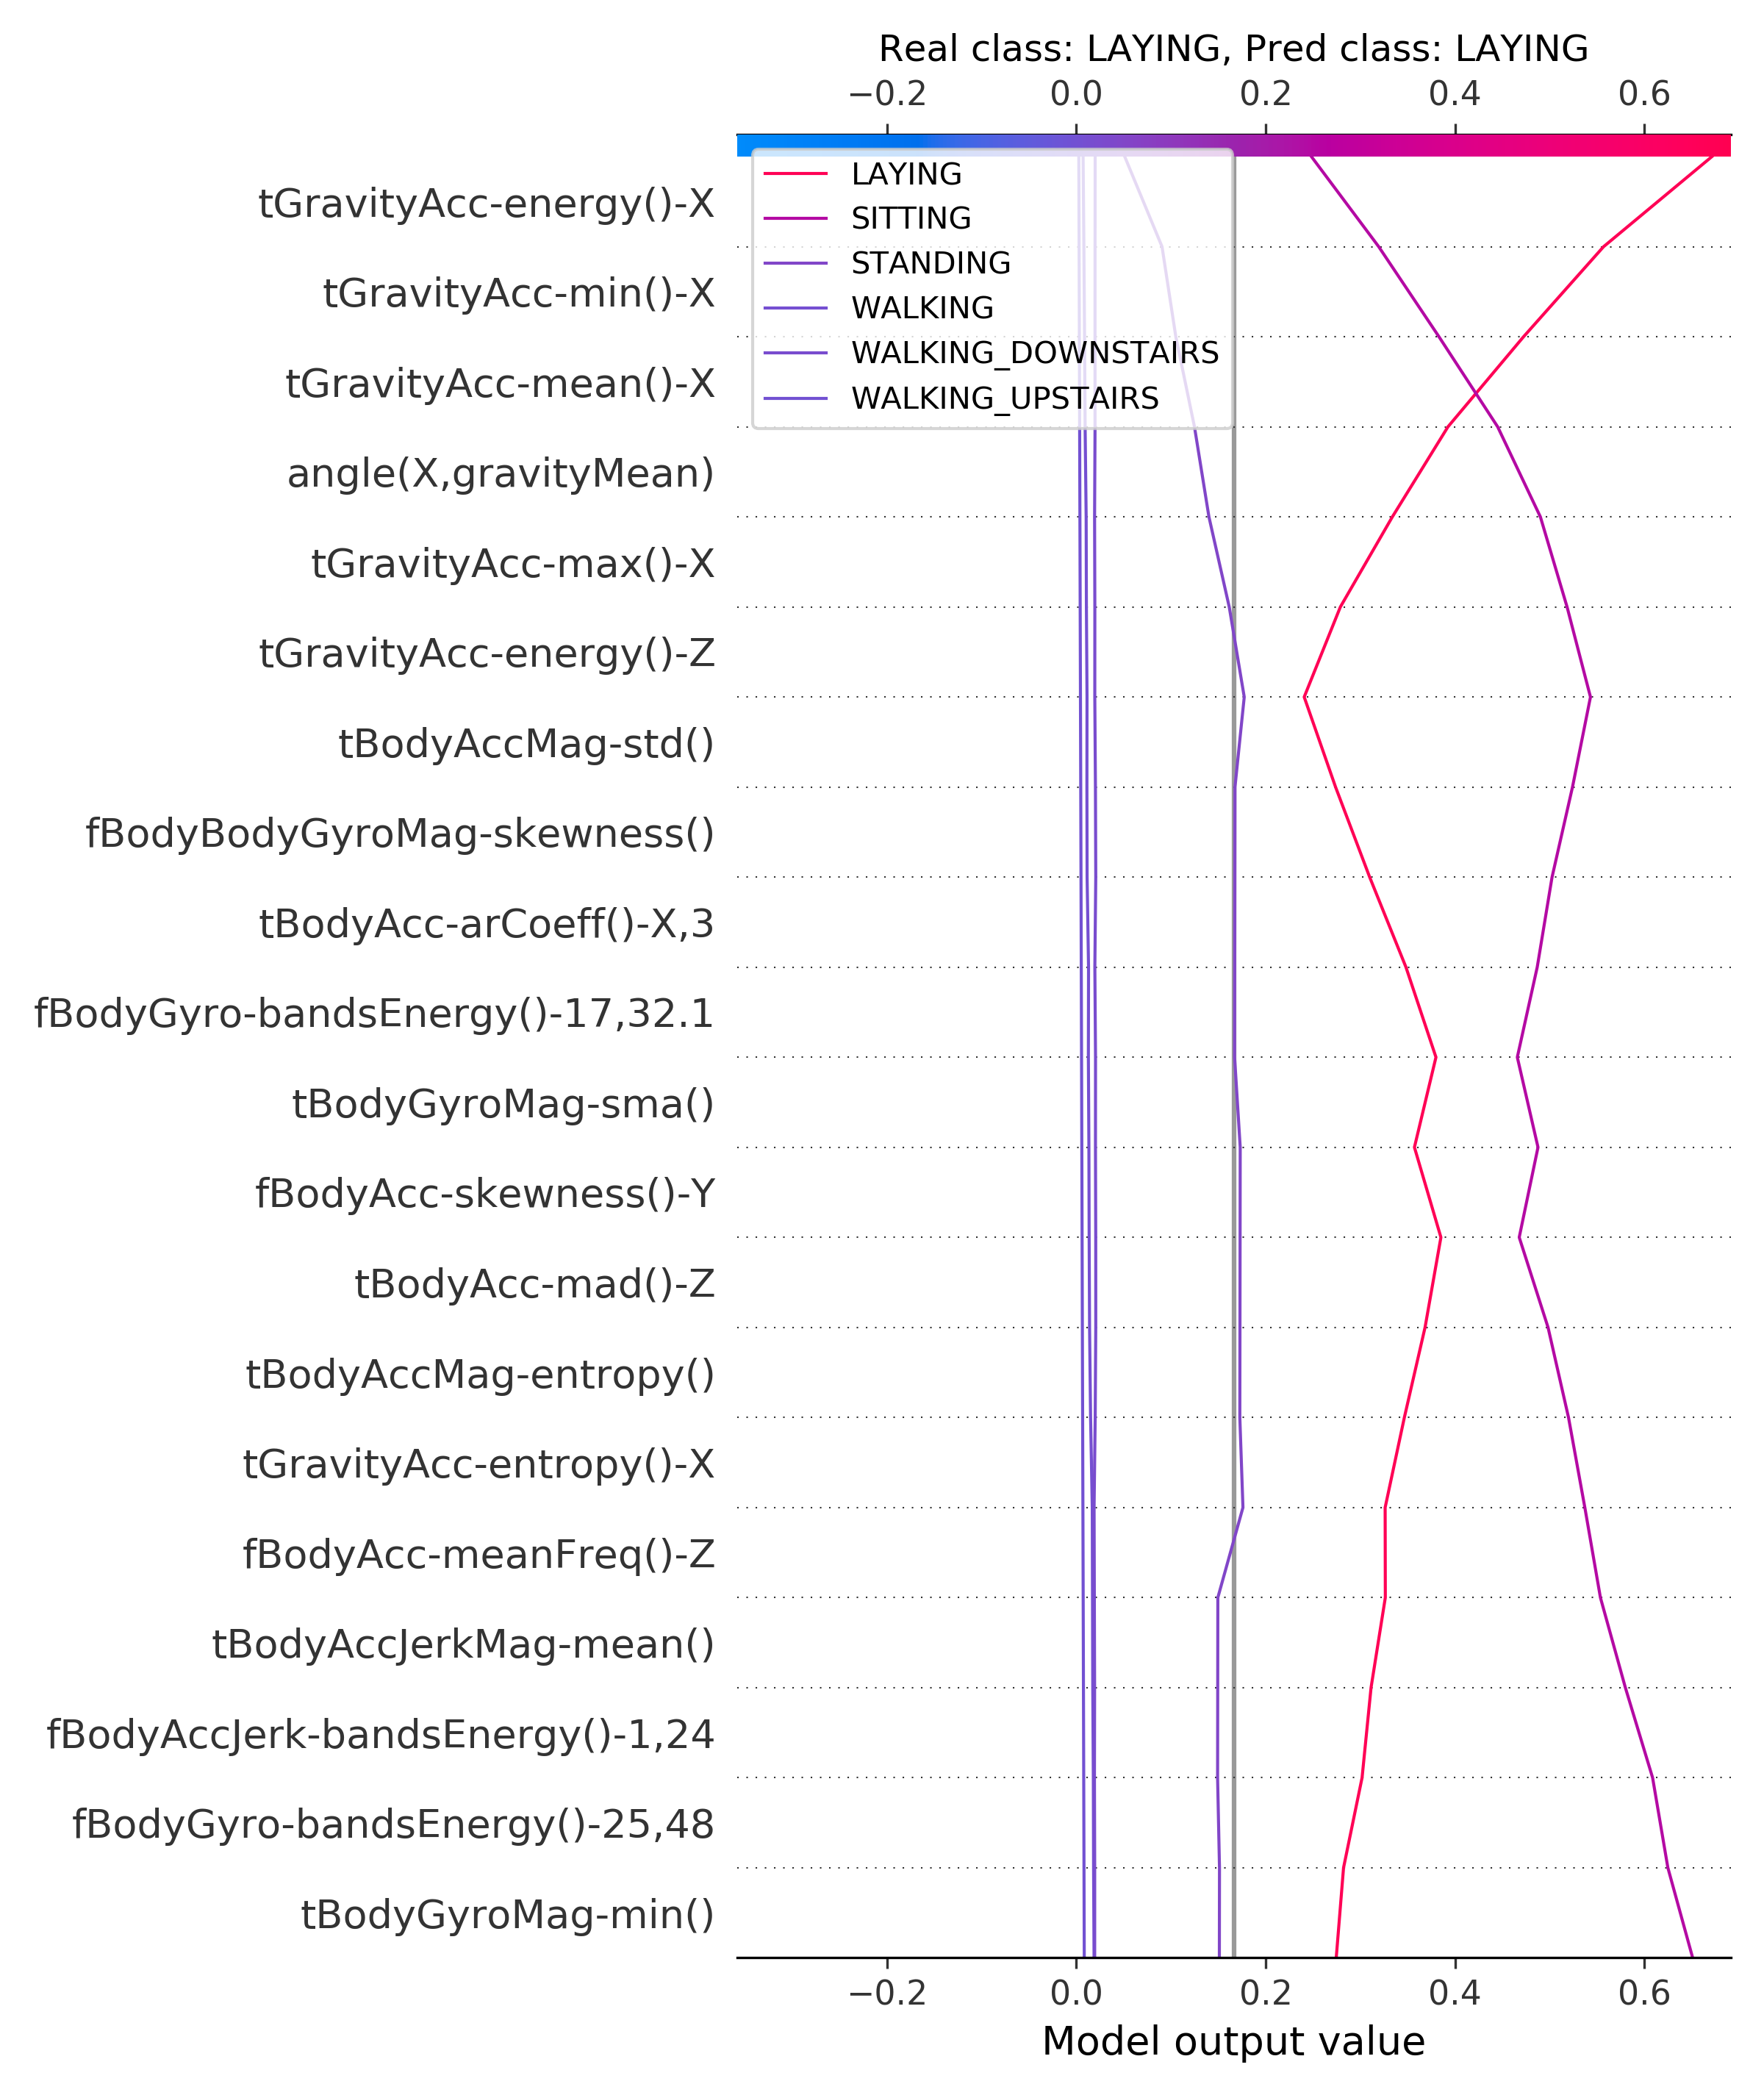 Real class: LAYING, Pred class: LAYING
−0.2 0.0 0.2 0.4 0.6
LAYING
SITTING
STANDING
WALKING
WALKING_DOWNSTAIRS
WALKING_UPSTAIRS
tGravityAcc-energy()-X
tGravityAcc-min()-X
tGravityAcc-mean()-X
angle(X,gravityMean)
tGravityAcc-max()-X
tGravityAcc-energy()-Z
tBodyAccMag-std()
fBodyBodyGyroMag-skewness()
tBodyAcc-arCoeff()-X,3
fBodyGyro-bandsEnergy()-17,32.1
tBodyGyroMag-sma()
fBodyAcc-skewness()-Y
tBodyAcc-mad()-Z
tBodyAccMag-entropy()
tGravityAcc-entropy()-X
fBodyAcc-meanFreq()-Z
tBodyAccJerkMag-mean()
fBodyAccJerk-bandsEnergy()-1,24
fBodyGyro-bandsEnergy()-25,48
tBodyGyroMag-min()
−0.2 0.0 0.2 0.4 0.6
Model output value